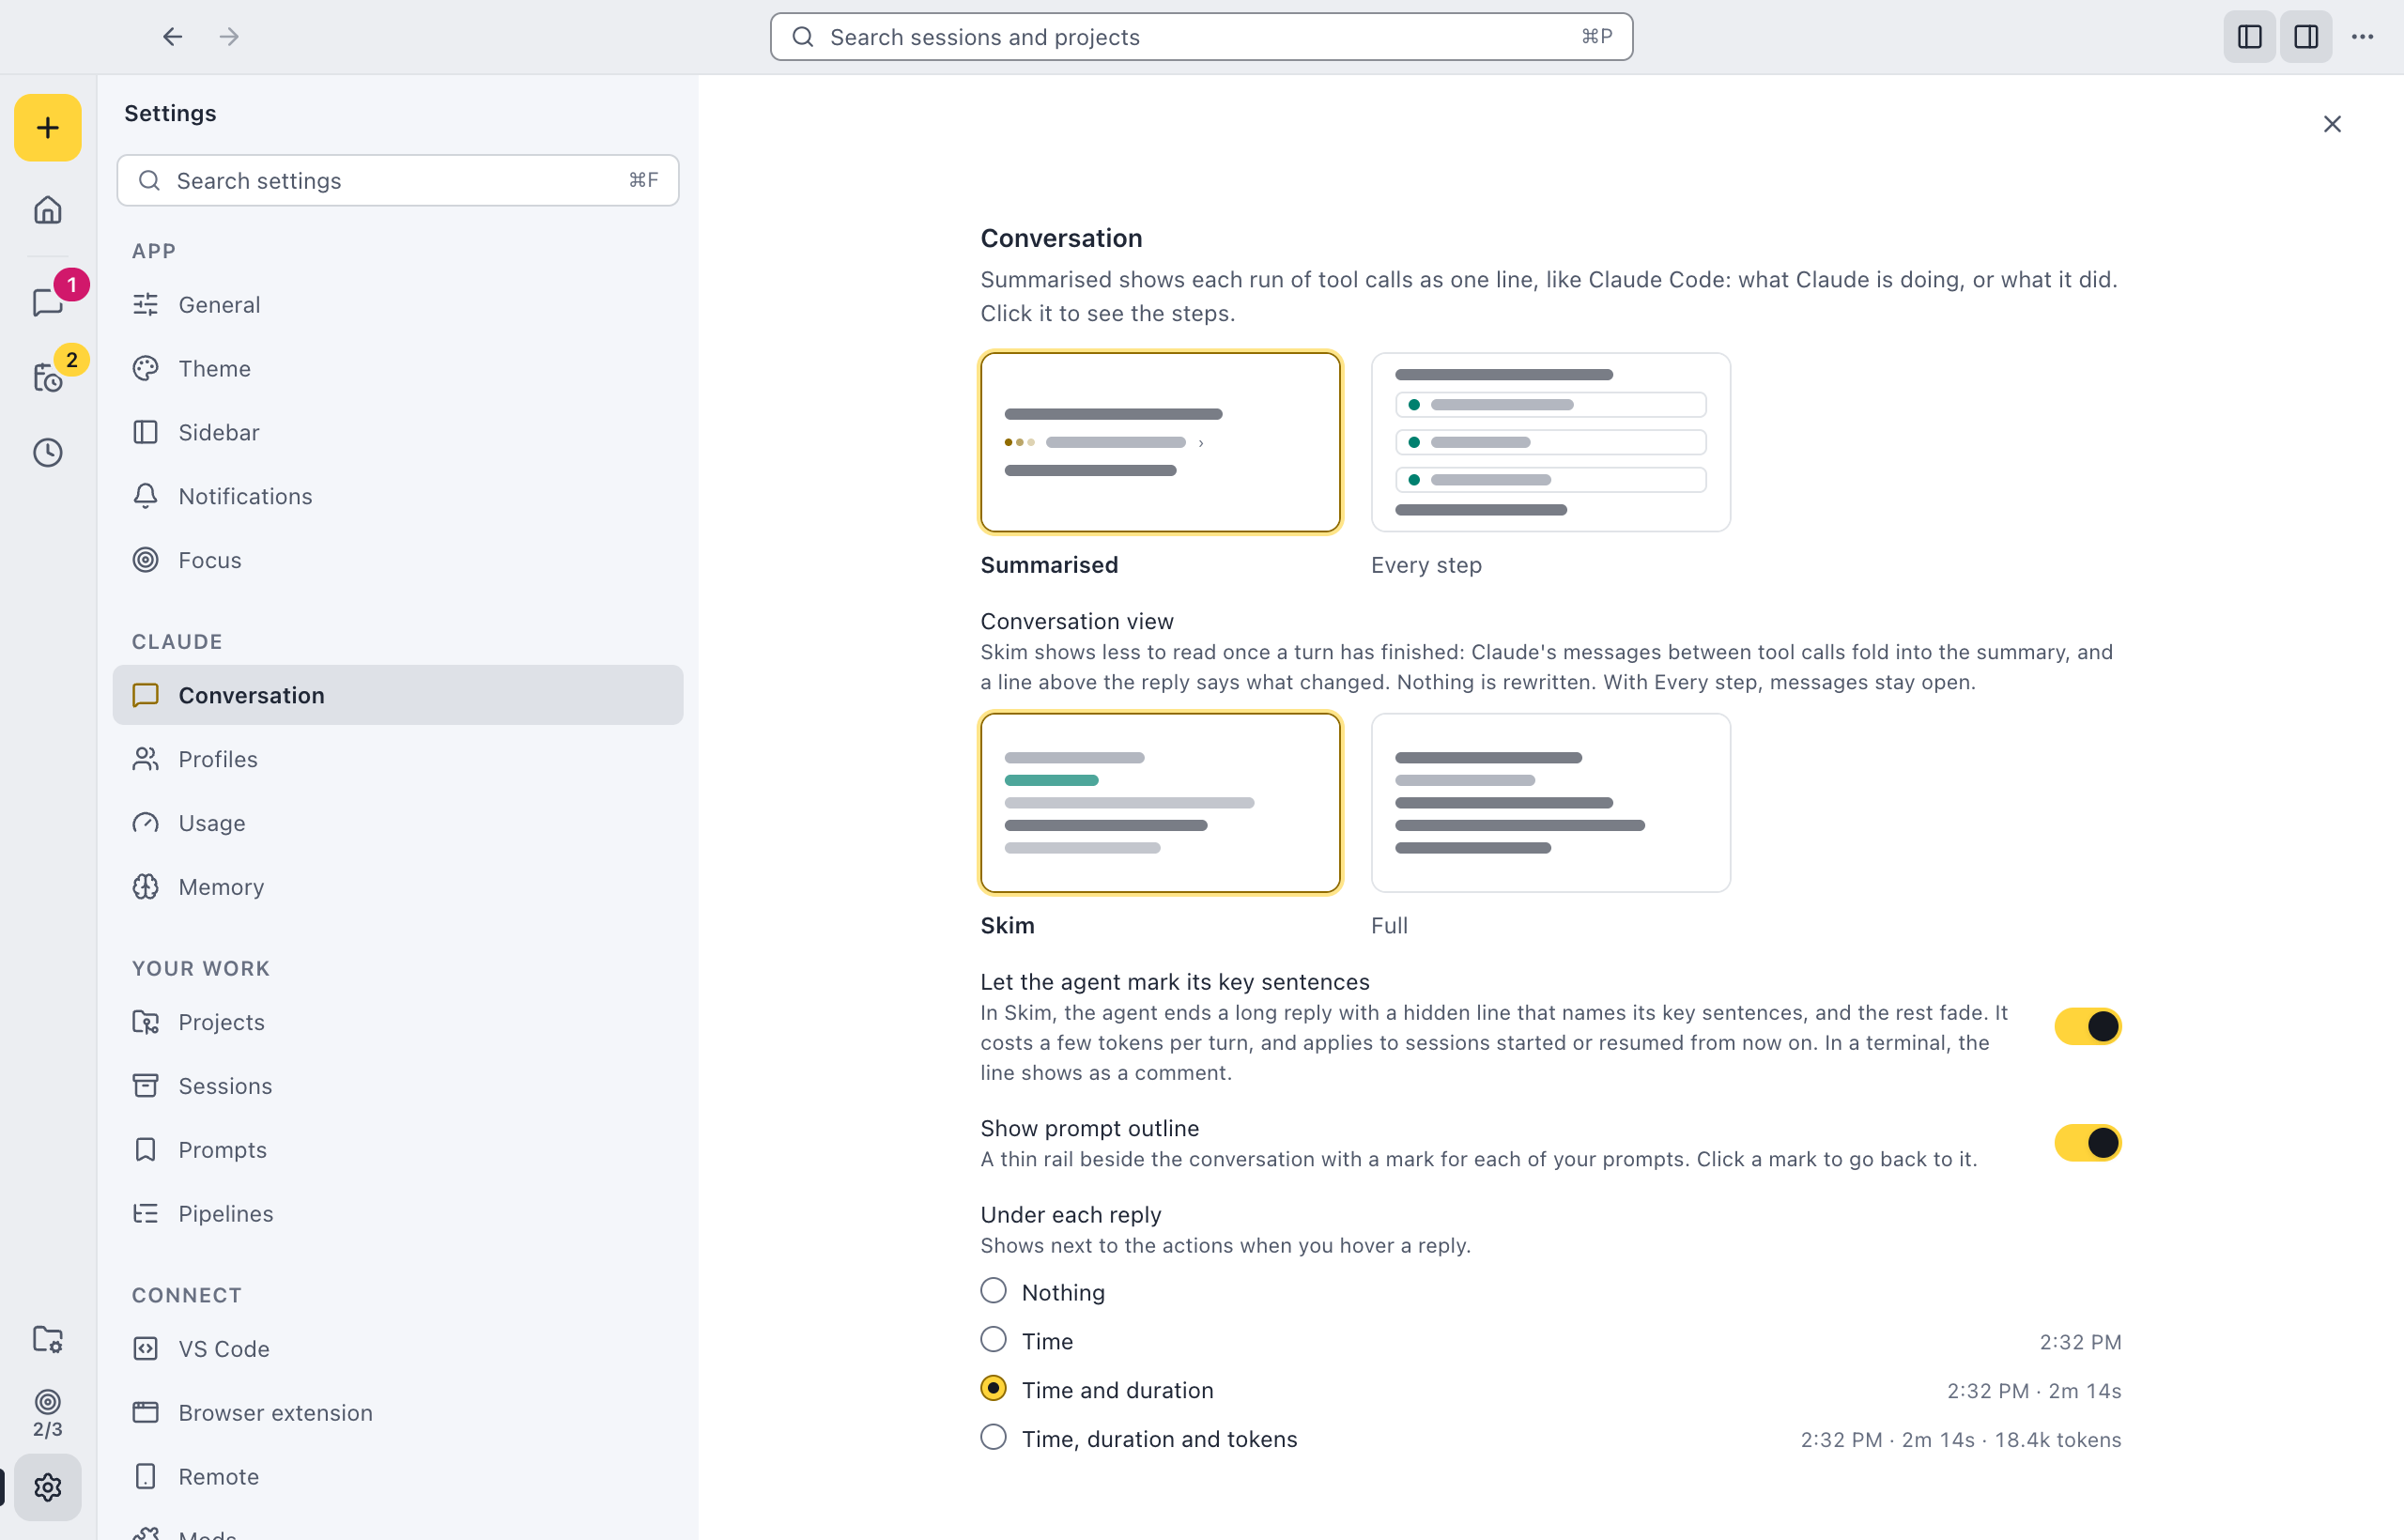 Search sessions and projects ⌘P
Settings
Search settings ⌘F
APP
General
Theme
Sidebar
Notifications
Focus
CLAUDE
Conversation
Profiles
Usage
Memory
YOUR WORK
Projects
Sessions
Prompts
Pipelines
CONNECT
VS Code
Browser extension
Remote
Mods
1
2
2/3
Conversation
Summarised shows each run of tool calls as one line, like Claude Code: what Claude is doing, or what it did.
Click it to see the steps.
Summarised
Every step
Conversation view
Skim shows less to read once a turn has finished: Claude's messages between tool calls fold into the summary, and
a line above the reply says what changed. Nothing is rewritten. With Every step, messages stay open.
Skim
Full
Let the agent mark its key sentences
In Skim, the agent ends a long reply with a hidden line that names its key sentences, and the rest fade. It
costs a few tokens per turn, and applies to sessions started or resumed from now on. In a terminal, the
line shows as a comment.
Show prompt outline
A thin rail beside the conversation with a mark for each of your prompts. Click a mark to go back to it.
Under each reply
Shows next to the actions when you hover a reply.
Nothing
Time 2:32 PM
Time and duration 2:32 PM · 2m 14s
Time, duration and tokens 2:32 PM · 2m 14s · 18.4k tokens